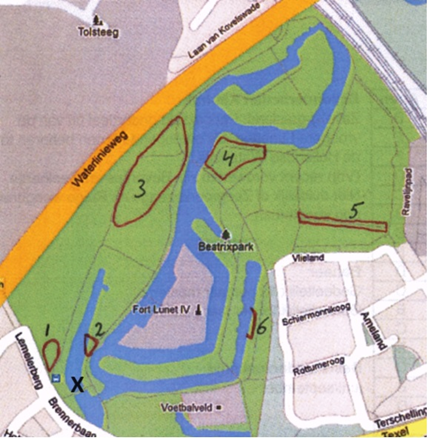 Tolsteeg
Laan van Kovelswade
Waterlinieweg
3
4
5
Ravelijnpad
Beatrixpark
Vlieland
Fort Lunet IV
Schiermonnikoog
Ameland
6
1
2
Lemelerberg
Rottumeroog
X
Brennerbaan
Voetbalveld
Terschelling
Texel